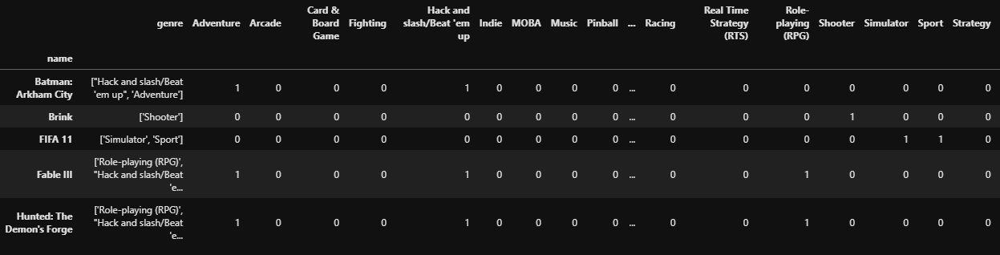 genre Adventure Arcade Card & Board Game Fighting Hack and slash/Beat 'em up Indie MOBA Music Pinball ... Racing Real Time Strategy (RTS) Role-playing (RPG) Shooter Simulator Sport Strategy
name
Batman: Arkham City ["Hack and slash/Beat 'em up", 'Adventure'] 1 0 0 0 1 0 0 0 0 ... 0 0 0 0 0 0 0
Brink ['Shooter'] 0 0 0 0 0 0 0 0 0 ... 0 0 0 1 0 0 0
FIFA 11 ['Simulator', 'Sport'] 0 0 0 0 0 0 0 0 0 ... 0 0 0 0 1 1 0
Fable III ['Role-playing (RPG)', "Hack and slash/Beat 'e... 1 0 0 0 1 0 0 0 0 ... 0 0 1 0 0 0 0
Hunted: The Demon's Forge ['Role-playing (RPG)', "Hack and slash/Beat 'e... 1 0 0 0 1 0 0 0 0 ... 0 0 1 0 0 0 0